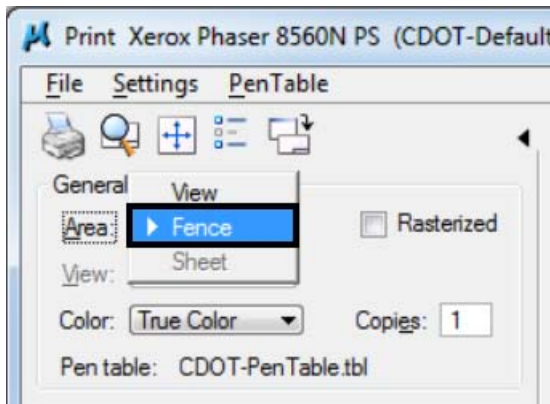 Print Xerox Phaser 8560N PS (CDOT-Default
File Settings PenTable
General View
Area: Fence Rasterized
View: Sheet
Color: True Color Copies: 1
Pen table: CDOT-PenTable.tbl